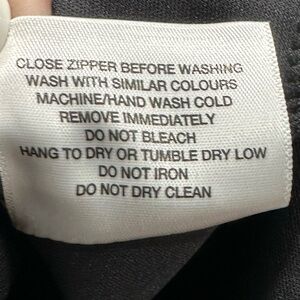 CLOSE ZIPPER BEFORE WASHING
WASH WITH SIMILAR COLOURS
MACHINE/HAND WASH COLD
REMOVE IMMEDIATELY
DO NOT BLEACH
HANG TO DRY OR TUMBLE DRY LOW
DO NOT IRON
DO NOT DRY CLEAN